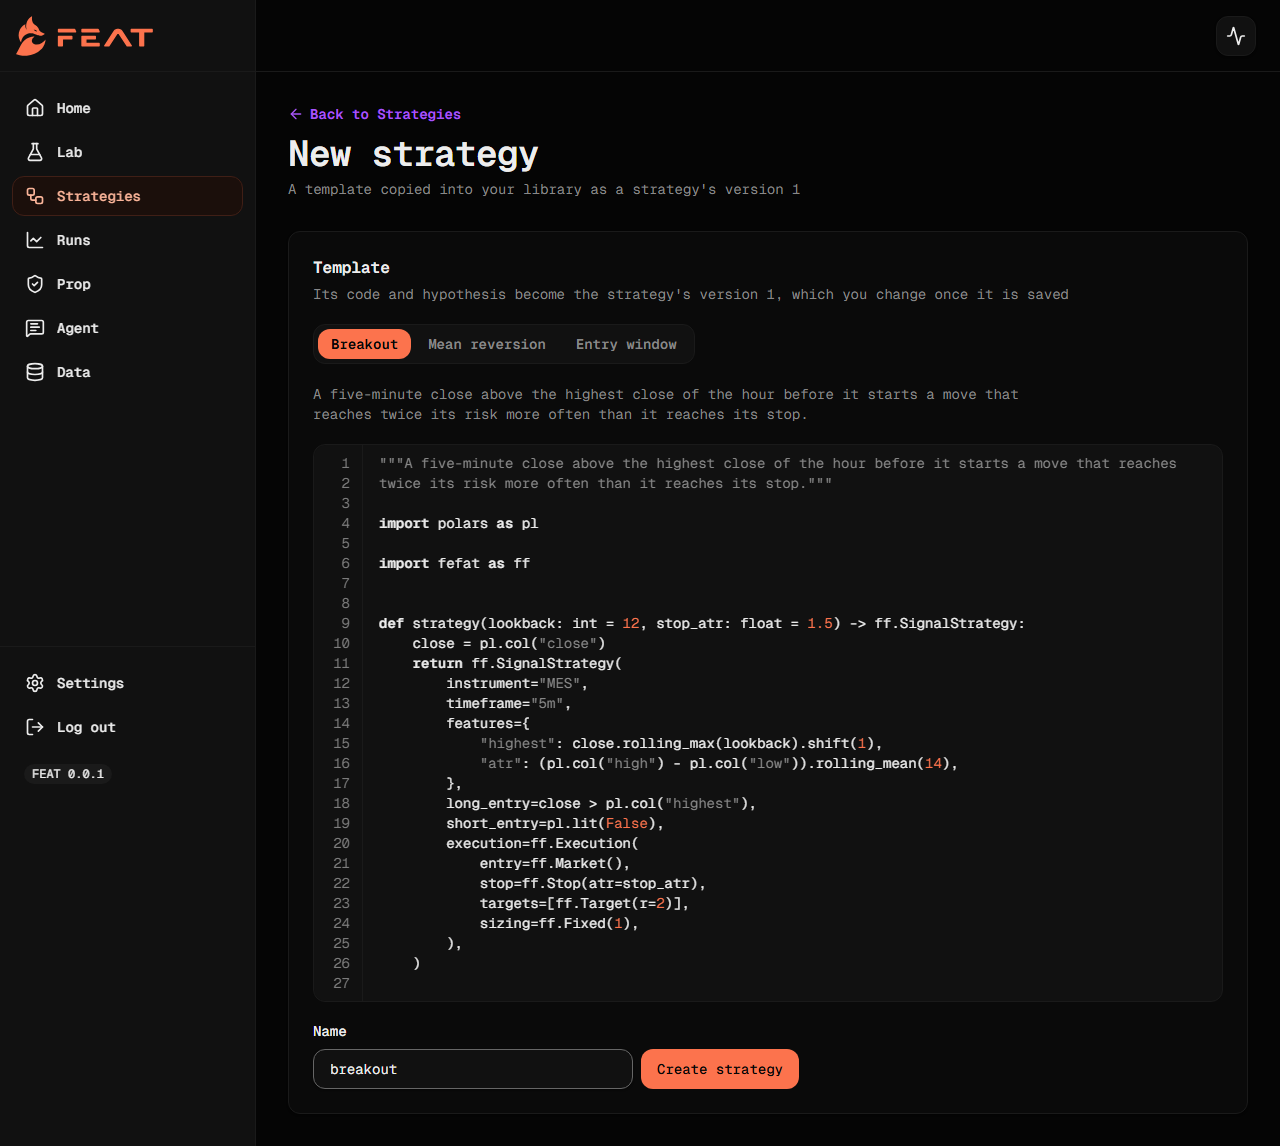 FEAT
Home
Lab
Strategies
Runs
Prop
Agent
Data
Settings
Log out
FEAT 0.0.1
Back to Strategies
New strategy
A template copied into your library as a strategy's version 1
Template
Its code and hypothesis become the strategy's version 1, which you change once it is saved
Breakout Mean reversion Entry window
A five-minute close above the highest close of the hour before it starts a move that
reaches twice its risk more often than it reaches its stop.
1 """A five-minute close above the highest close of the hour before it starts a move that reaches
2 twice its risk more often than it reaches its stop."""
3
4 import polars as pl
5
6 import fefat as ff
7
8
9 def strategy(lookback: int = 12, stop_atr: float = 1.5) -> ff.SignalStrategy:
10     close = pl.col("close")
11     return ff.SignalStrategy(
12         instrument="MES",
13         timeframe="5m",
14         features={
15             "highest": close.rolling_max(lookback).shift(1),
16             "atr": (pl.col("high") - pl.col("low")).rolling_mean(14),
17         },
18         long_entry=close > pl.col("highest"),
19         short_entry=pl.lit(False),
20         execution=ff.Execution(
21             entry=ff.Market(),
22             stop=ff.Stop(atr=stop_atr),
23             targets=[ff.Target(r=2)],
24             sizing=ff.Fixed(1),
25         ),
26     )
27
Name
breakout
Create strategy